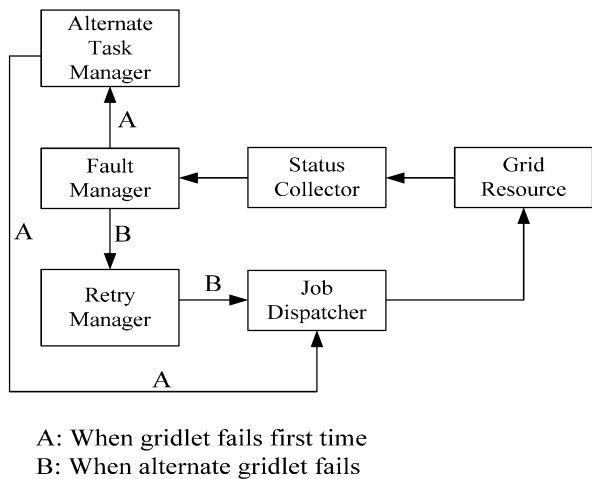 Alternate
Task
Manager
A
Fault
Manager
Status
Collector
Grid
Resource
A
B
Retry
Manager
B
Job
Dispatcher
A
A: When gridlet fails first time
B: When alternate gridlet fails